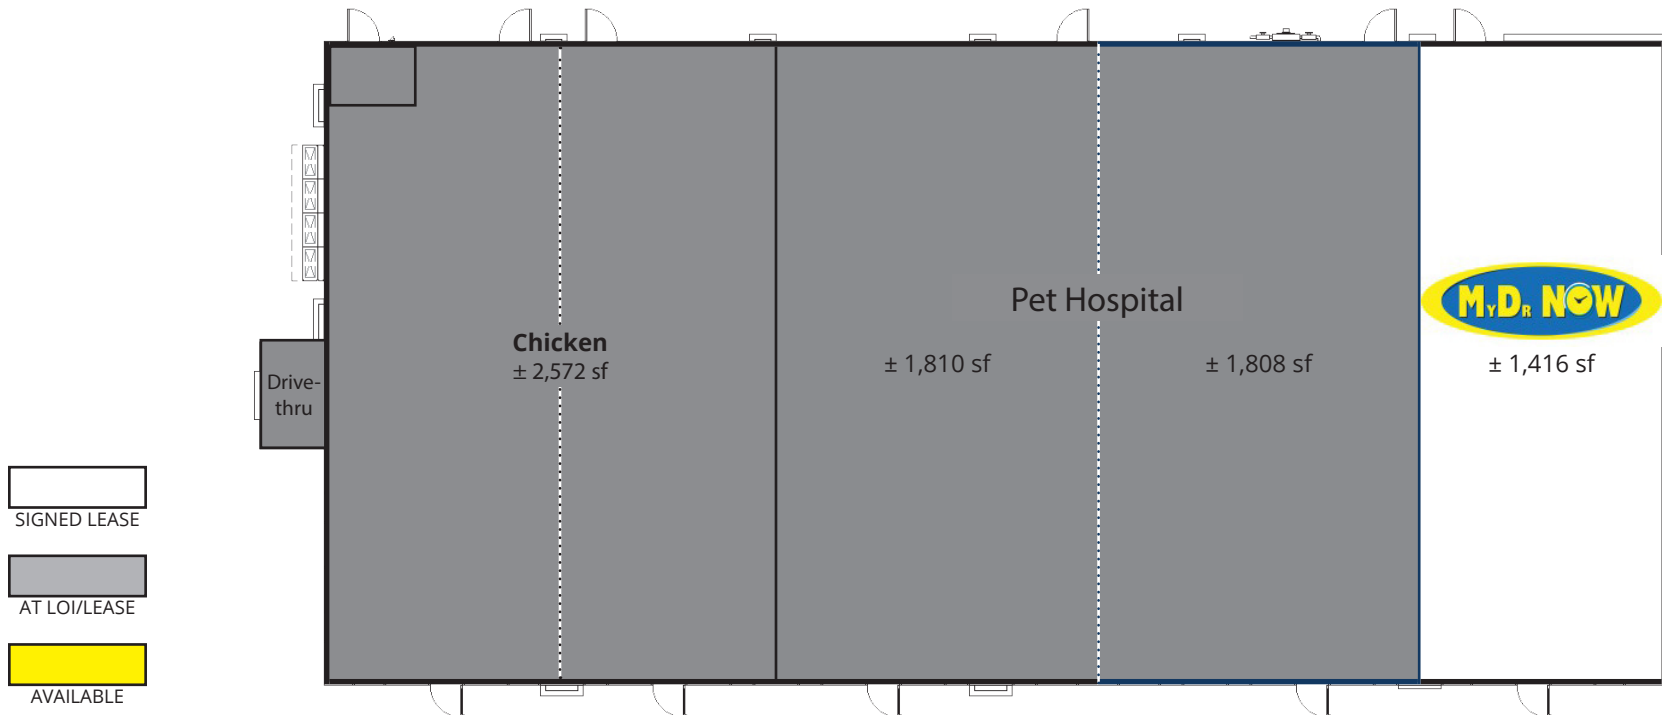 Pet Hospital
Chicken
± 2,572 sf
± 1,810 sf
± 1,808 sf
MYDR NOW
± 1,416 sf
Drive-
thru
SIGNED LEASE
AT LOI/LEASE
AVAILABLE